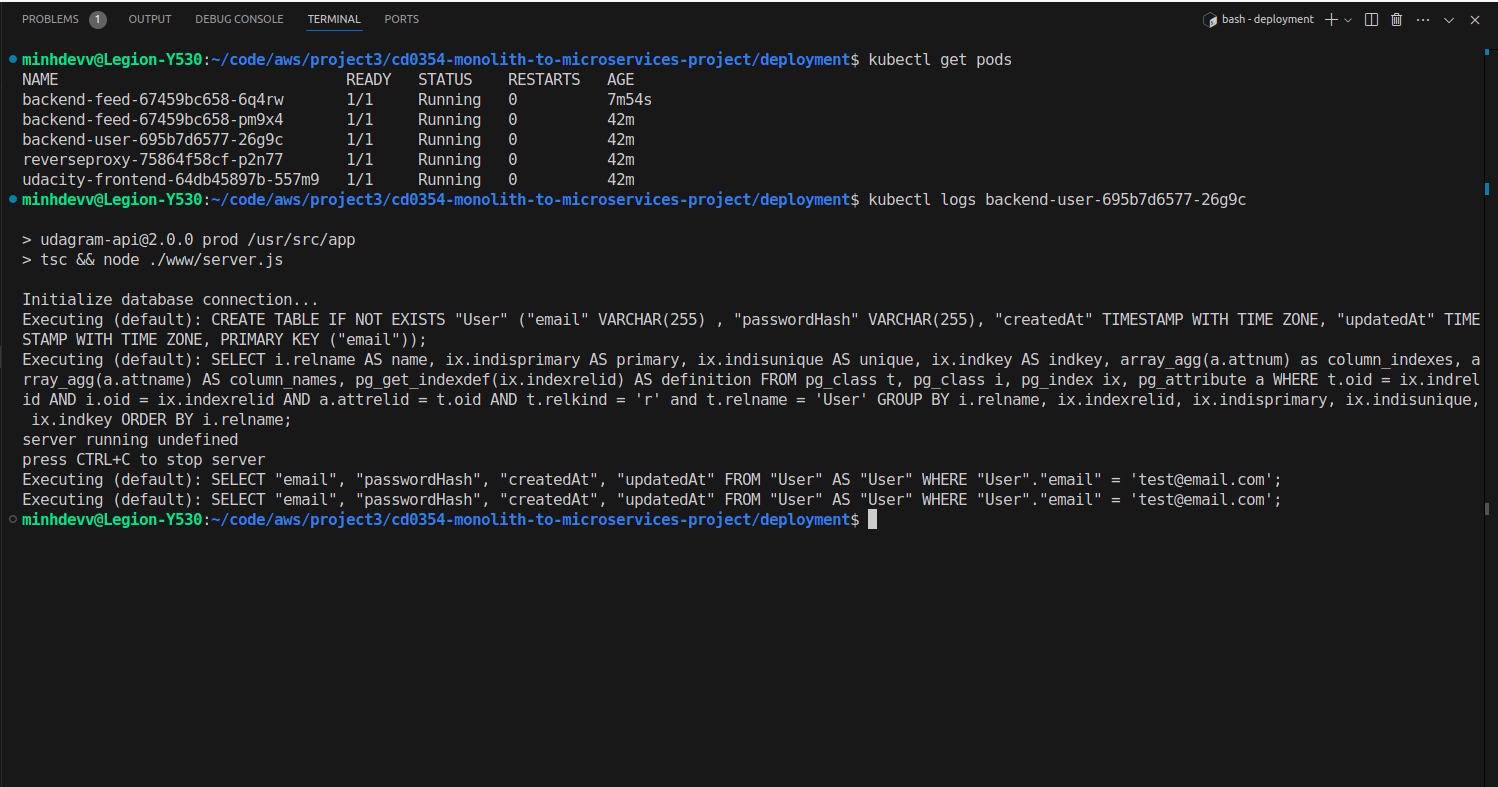 PROBLEMS 1 OUTPUT DEBUG CONSOLE TERMINAL PORTS bash - deployment
minhdevv@Legion-Y530:~/code/aws/project3/cd0354-monolith-to-microservices-project/deployment$ kubectl get pods
NAME READY STATUS RESTARTS AGE
backend-feed-67459bc658-6q4rw 1/1 Running 0 7m54s
backend-feed-67459bc658-pm9x4 1/1 Running 0 42m
backend-user-695b7d6577-26g9c 1/1 Running 0 42m
reverseproxy-75864f58cf-p2n77 1/1 Running 0 42m
udacity-frontend-64db45897b-557m9 1/1 Running 0 42m
minhdevv@Legion-Y530:~/code/aws/project3/cd0354-monolith-to-microservices-project/deployment$ kubectl logs backend-user-695b7d6577-26g9c
> udagram-api@2.0.0 prod /usr/src/app
> tsc && node ./www/server.js
Initialize database connection...
Executing (default): CREATE TABLE IF NOT EXISTS "User" ("email" VARCHAR(255) , "passwordHash" VARCHAR(255), "createdAt" TIMESTAMP WITH TIME ZONE, "updatedAt" TIME
STAMP WITH TIME ZONE, PRIMARY KEY ("email"));
Executing (default): SELECT i.relname AS name, ix.indisprimary AS primary, ix.indisunique AS unique, ix.indkey AS indkey, array_agg(a.attnum) as column_indexes, a
rray_agg(a.attname) AS column_names, pg_get_indexdef(ix.indexrelid) AS definition FROM pg_class t, pg_class i, pg_index ix, pg_attribute a WHERE t.oid = ix.indrel
id AND i.oid = ix.indexrelid AND a.attrelid = t.oid AND t.relkind = 'r' and t.relname = 'User' GROUP BY i.relname, ix.indexrelid, ix.indisprimary, ix.indisunique,
ix.indkey ORDER BY i.relname;
server running undefined
press CTRL+C to stop server
Executing (default): SELECT "email", "passwordHash", "createdAt", "updatedAt" FROM "User" AS "User" WHERE "User"."email" = 'test@email.com';
Executing (default): SELECT "email", "passwordHash", "createdAt", "updatedAt" FROM "User" AS "User" WHERE "User"."email" = 'test@email.com';
minhdevv@Legion-Y530:~/code/aws/project3/cd0354-monolith-to-microservices-project/deployment$